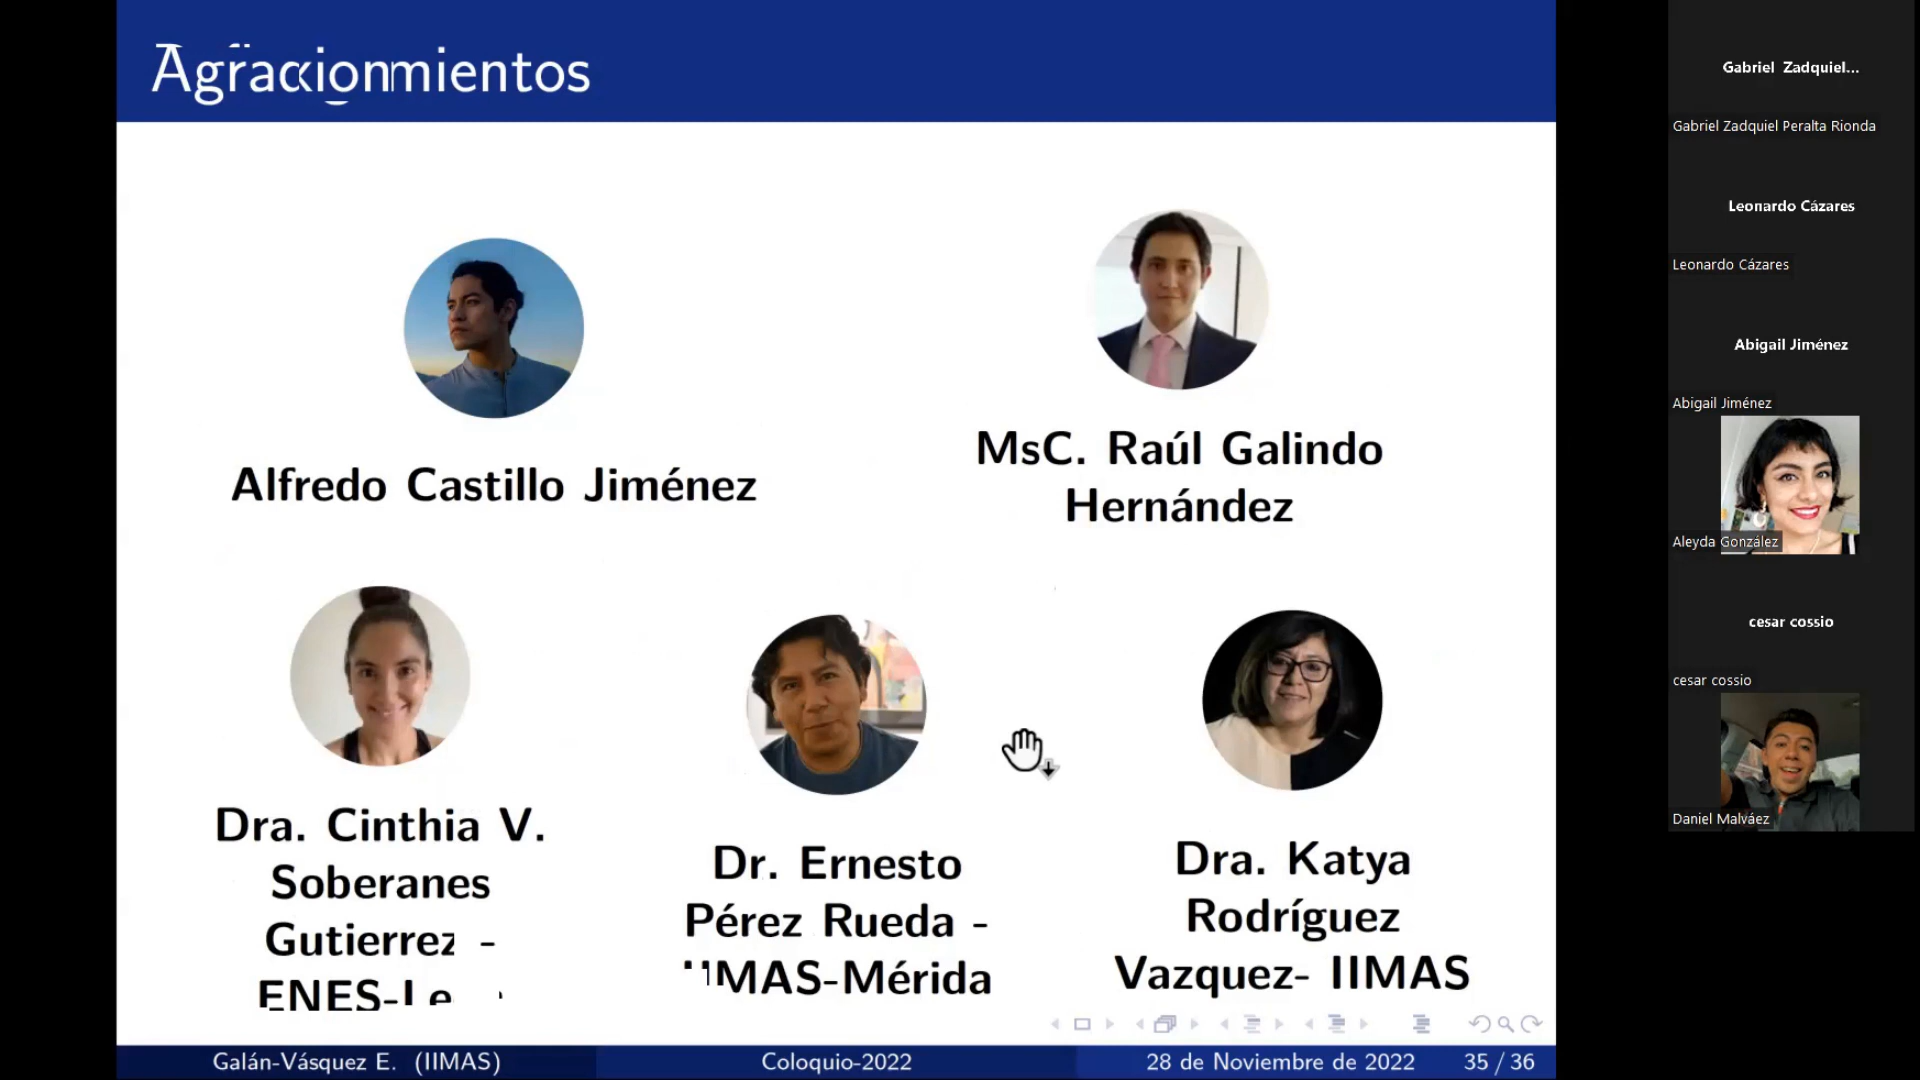 Alfredo Castillo Jiménez
MsC. Raúl Galindo
Hernández
Dra. Cinthia V.
Soberanes
Gutierrez -
Dr. Ernesto
Pérez Rueda -
IIMAS-Mérida
Dra. Katya
Rodríguez
Vazquez- IIMAS
Galán-Vásquez E. (IIMAS)
Coloquio-2022
28 de Noviembre de 2022
35 / 36
Gabriel Zadquiel...
Gabriel Zadquiel Peralta Rionda
Leonardo Cázares
Leonardo Cázares
Abigail Jiménez
Abigail Jiménez
Aleyda González
cesar cossio
cesar cossio
Daniel Malváez